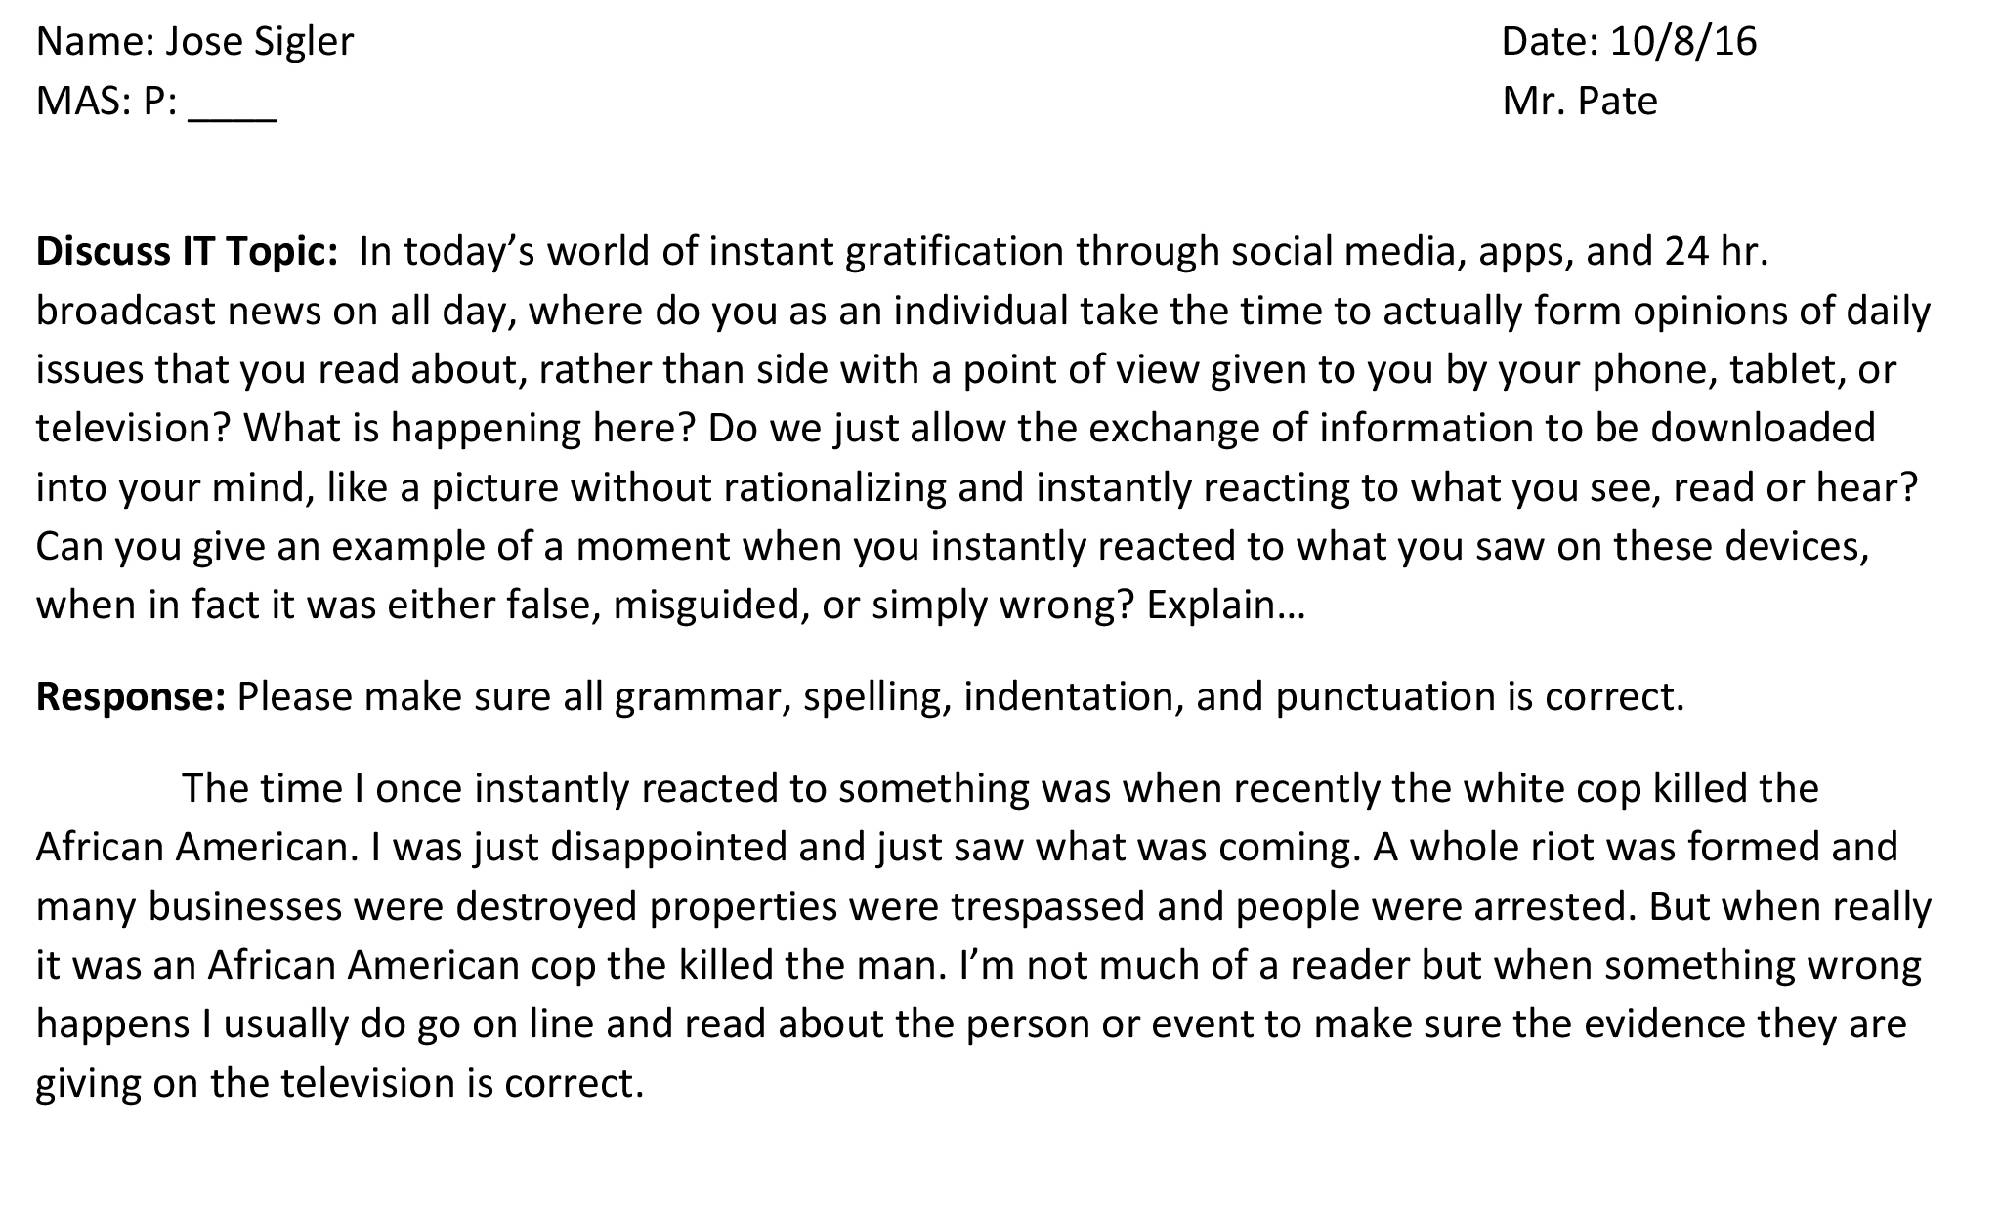 Name: Jose Sigler Date: 10/8/16
MAS: P: ____ Mr. Pate
Discuss IT Topic: In today’s world of instant gratification through social media, apps, and 24 hr.
broadcast news on all day, where do you as an individual take the time to actually form opinions of daily
issues that you read about, rather than side with a point of view given to you by your phone, tablet, or
television? What is happening here? Do we just allow the exchange of information to be downloaded
into your mind, like a picture without rationalizing and instantly reacting to what you see, read or hear?
Can you give an example of a moment when you instantly reacted to what you saw on these devices,
when in fact it was either false, misguided, or simply wrong? Explain...
Response: Please make sure all grammar, spelling, indentation, and punctuation is correct.
The time I once instantly reacted to something was when recently the white cop killed the
African American. I was just disappointed and just saw what was coming. A whole riot was formed and
many businesses were destroyed properties were trespassed and people were arrested. But when really
it was an African American cop the killed the man. I’m not much of a reader but when something wrong
happens I usually do go on line and read about the person or event to make sure the evidence they are
giving on the television is correct.